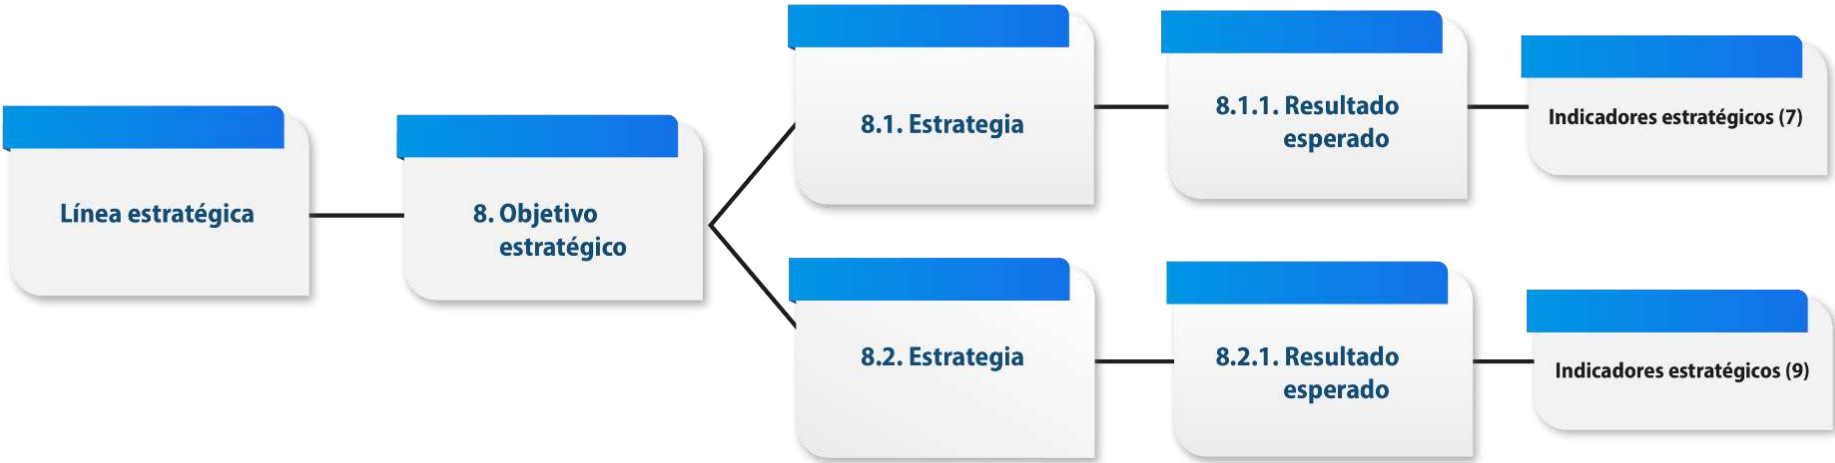 Línea estratégica
8. Objetivo
estratégico
8.1. Estrategia
8.1.1. Resultado
esperado
Indicadores estratégicos (7)
8.2. Estrategia
8.2.1. Resultado
esperado
Indicadores estratégicos (9)